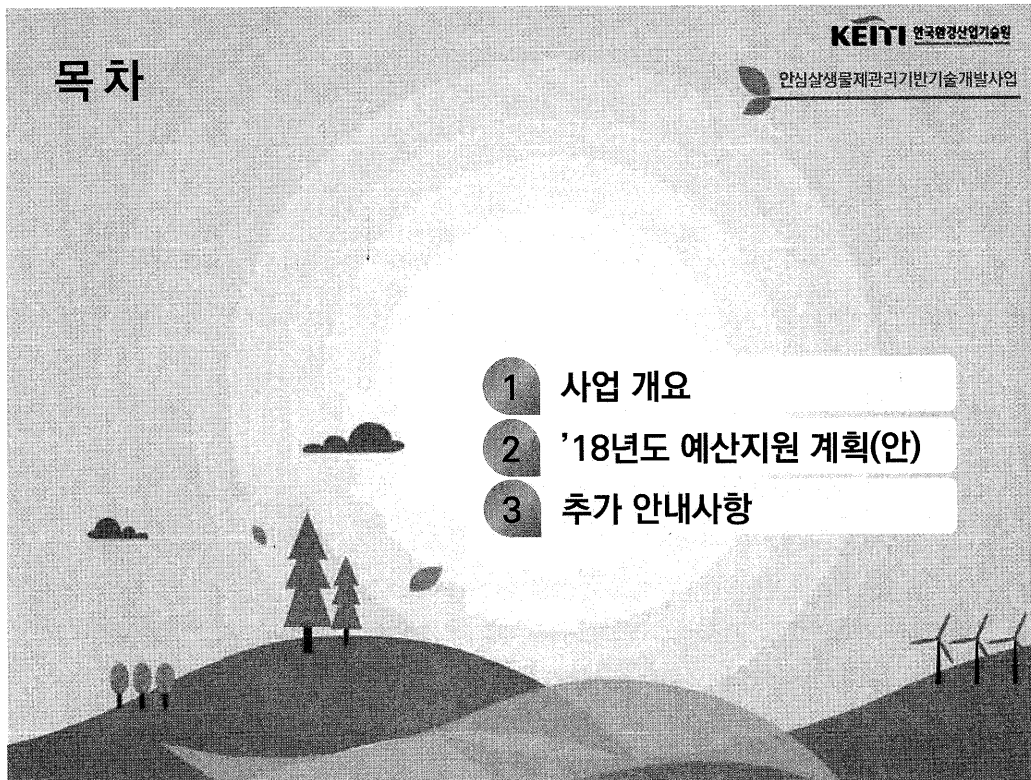 KEITI 한국환경산업기술원
목차
안심살생물제관리기반기술개발사업
1 사업 개요
2 '18년도 예산지원 계획(안)
3 추가 안내사항